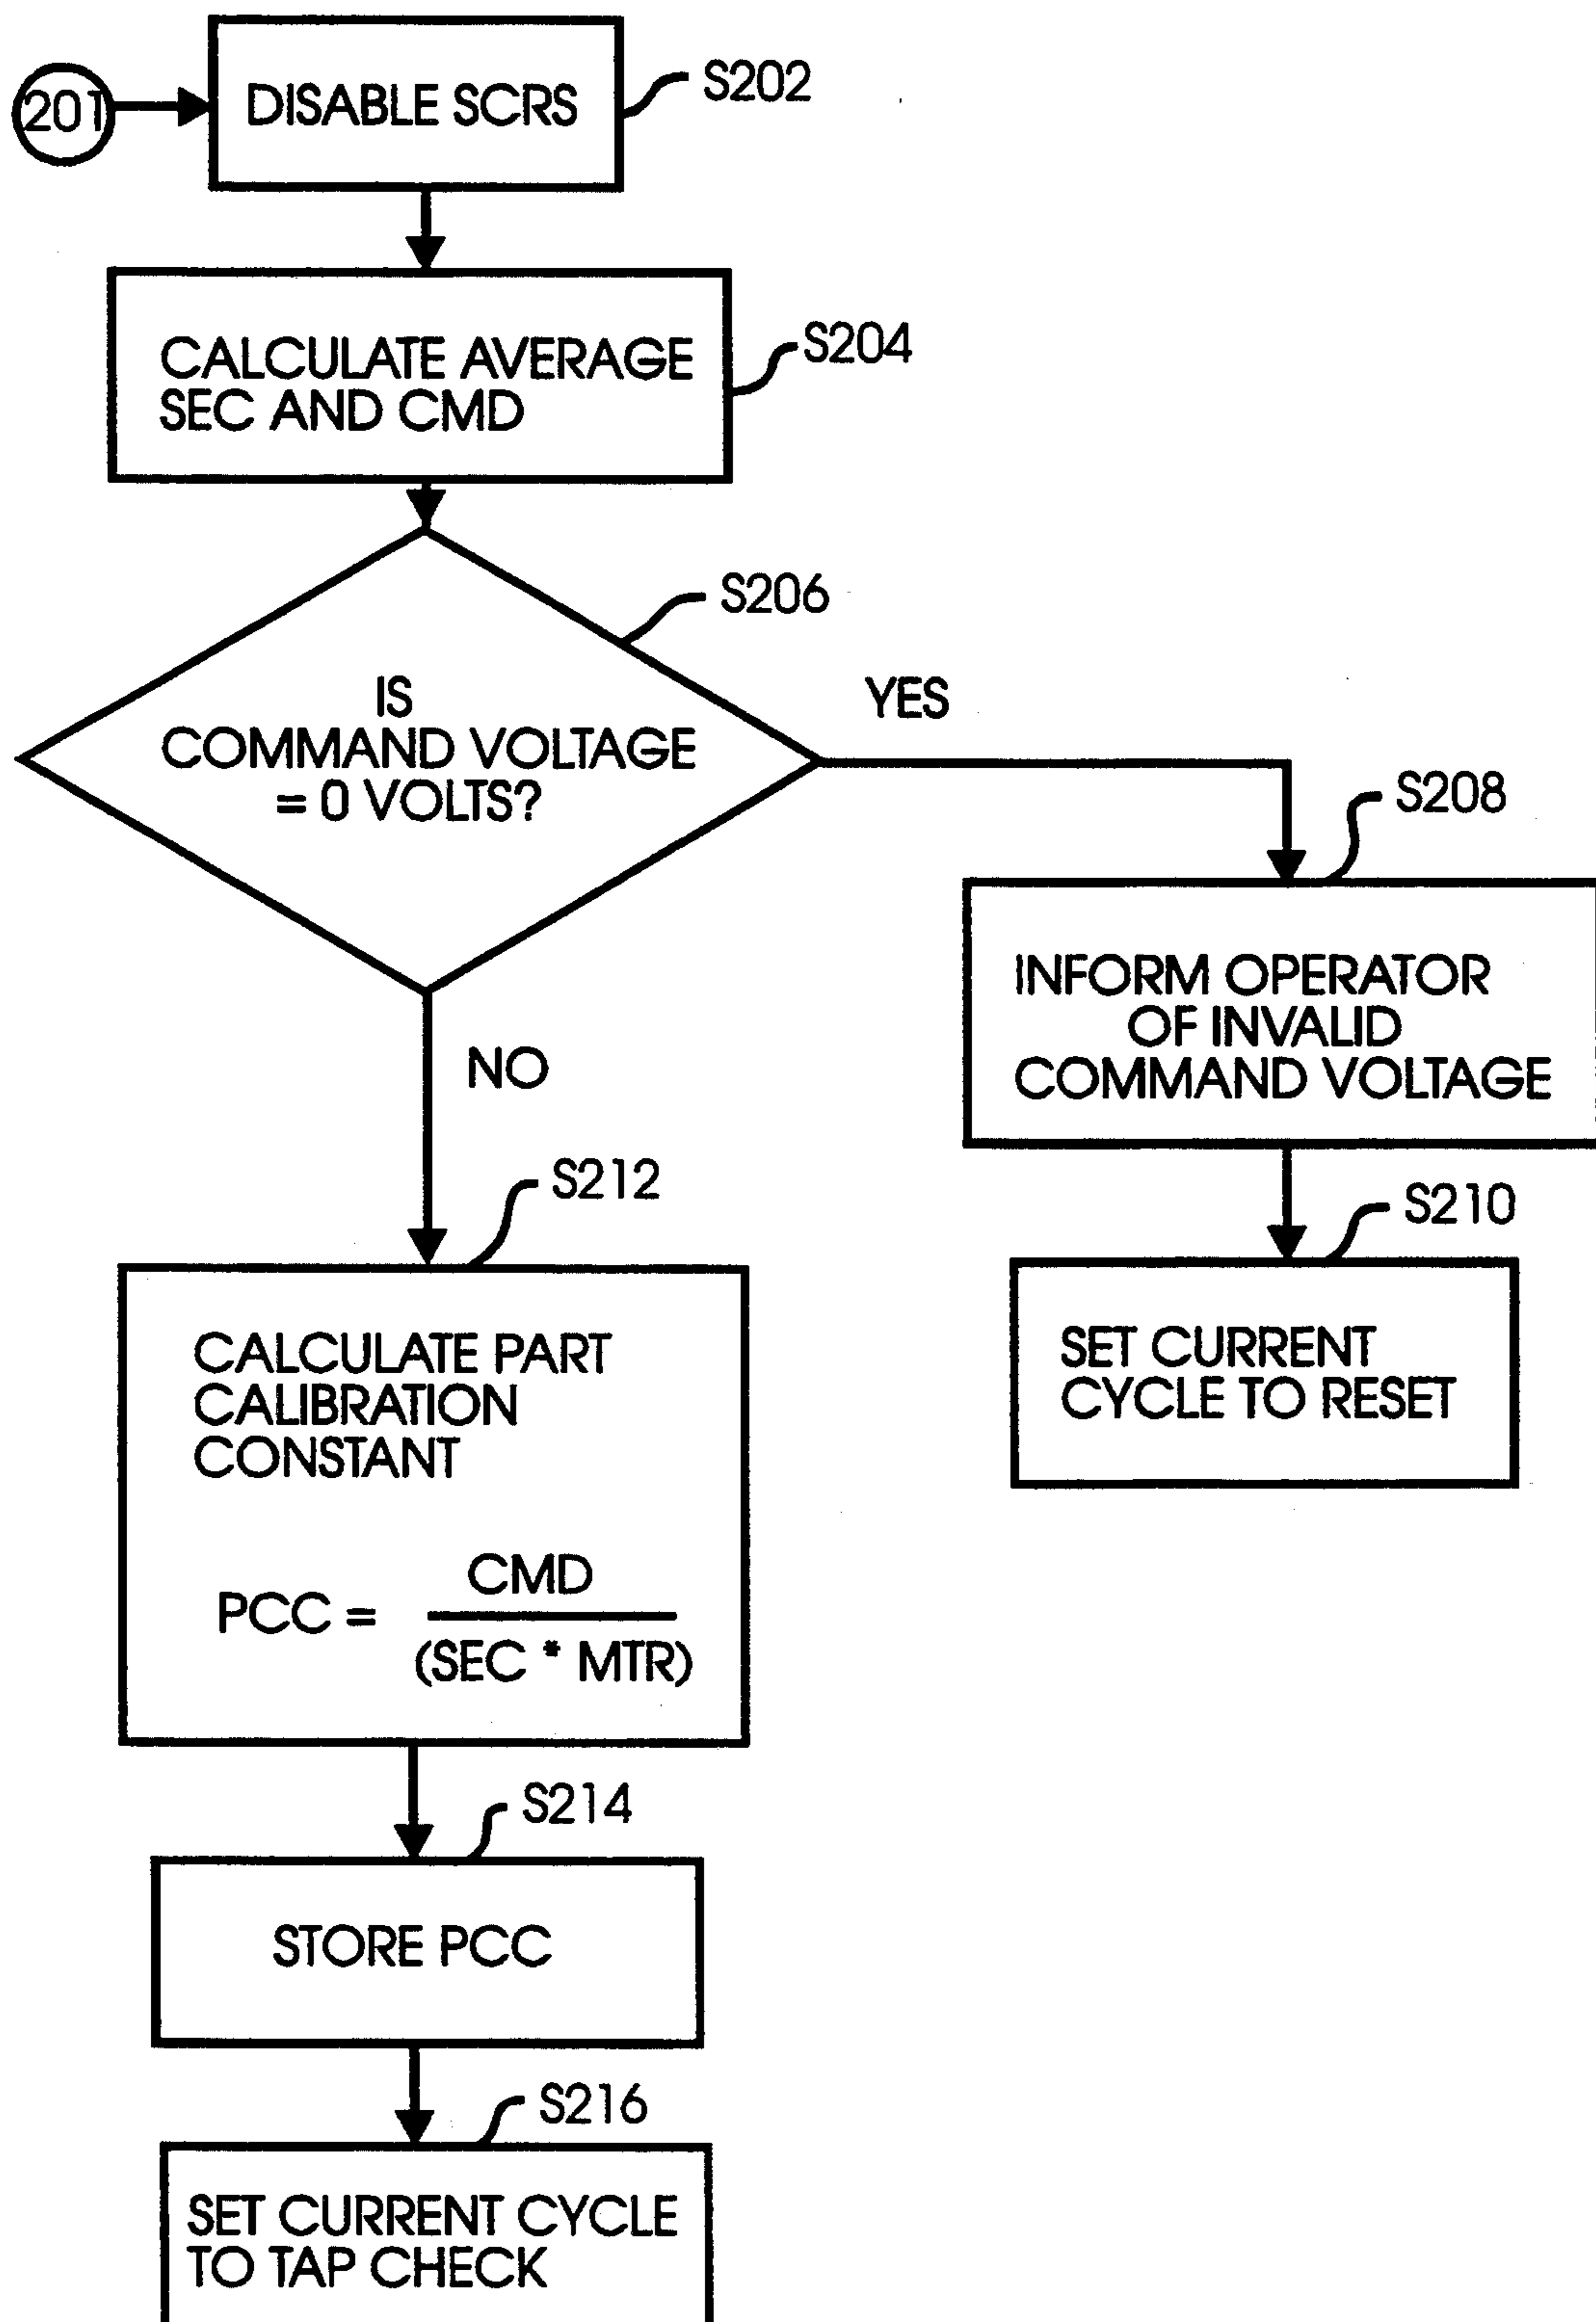 201
DISABLE SCRS
S202
CALCULATE AVERAGE
SEC AND CMD
S204
S206
IS
COMMAND VOLTAGE
= 0 VOLTS?
YES
NO
S208
INFORM OPERATOR
OF INVALID
COMMAND VOLTAGE
S210
SET CURRENT
CYCLE TO RESET
S212
CALCULATE PART
CALIBRATION
CONSTANT
PCC = CMD
(SEC * MTR)
S214
STORE PCC
S216
SET CURRENT CYCLE
TO TAP CHECK